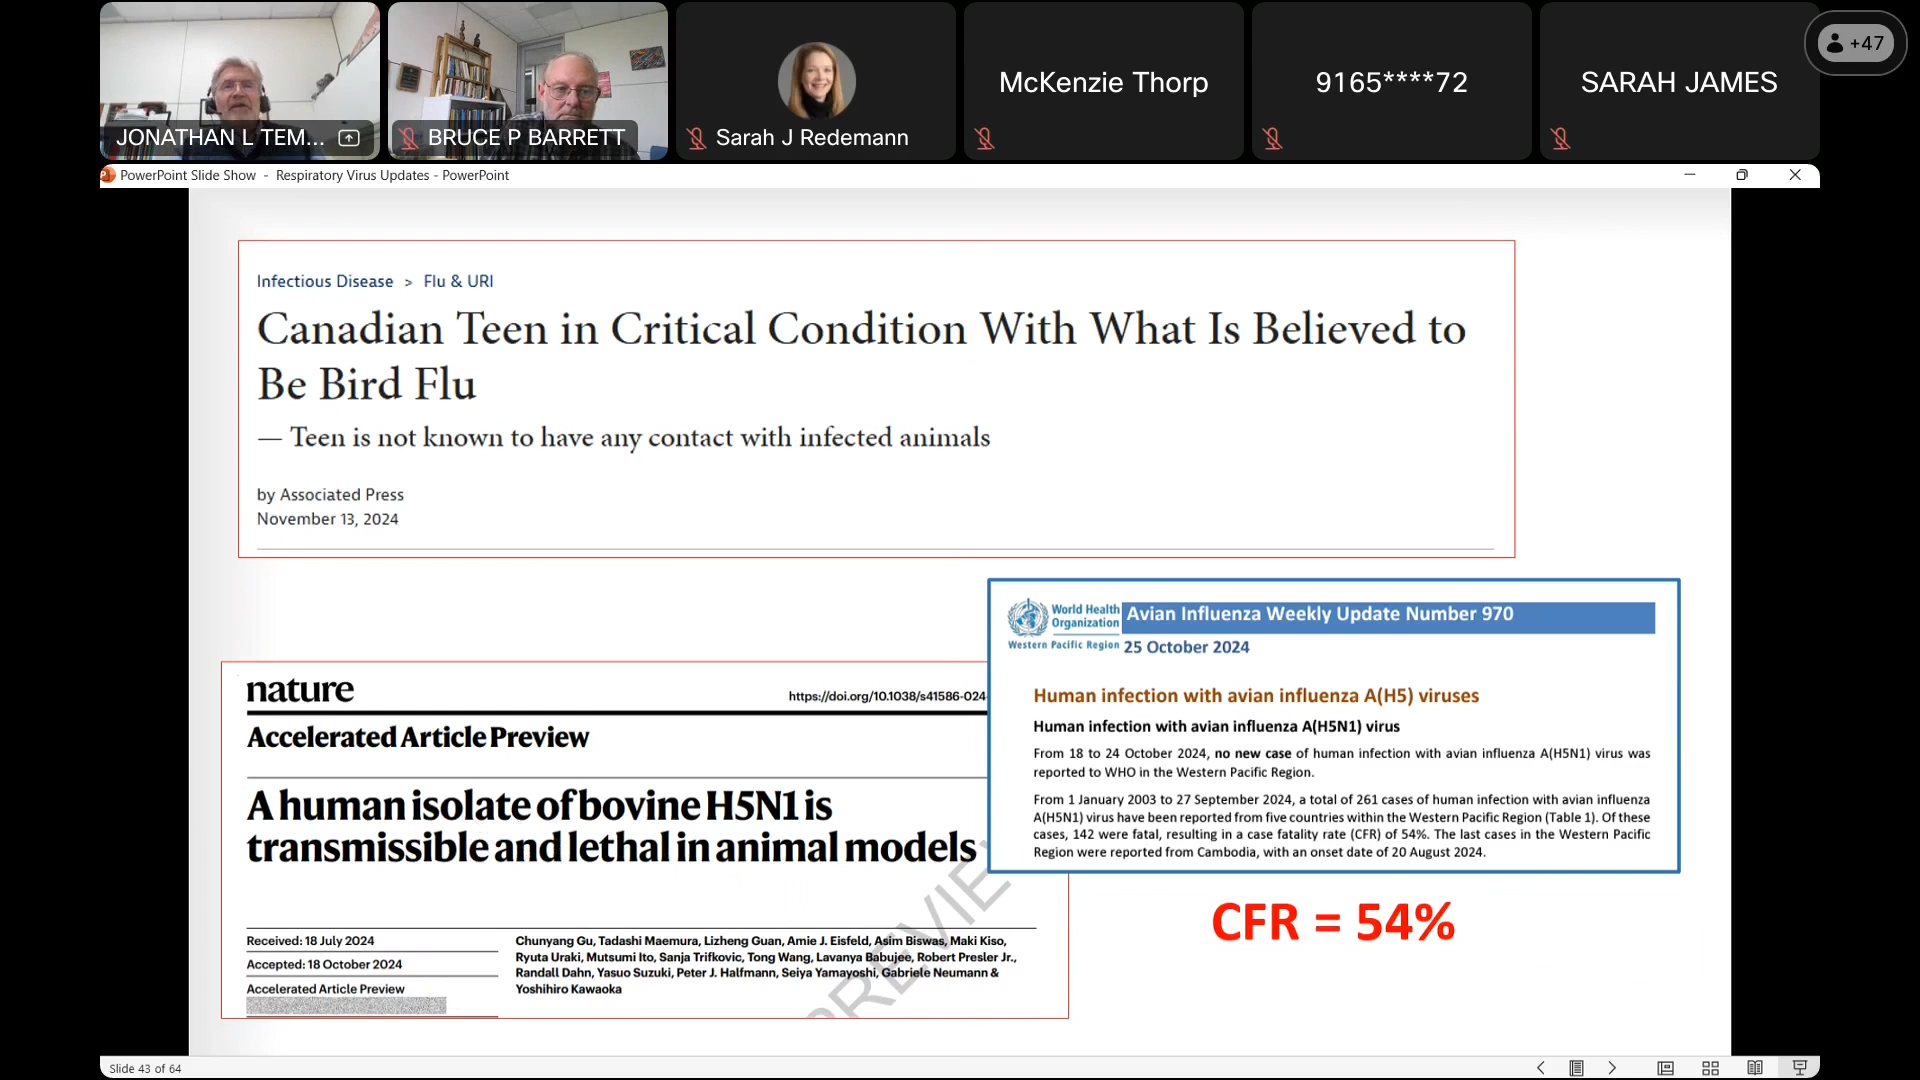 JONATHAN L TEM...
BRUCE P BARRETT
Sarah J Redemann
McKenzie Thorp
9165****72
SARAH JAMES
+47
PowerPoint Slide Show - Respiratory Virus Updates - PowerPoint
Infectious Disease > Flu & URI
Canadian Teen in Critical Condition With What Is Believed to
Be Bird Flu
— Teen is not known to have any contact with infected animals
by Associated Press
November 13, 2024
World Health
Organization
Western Pacific Region
Avian Influenza Weekly Update Number 970
25 October 2024
Human infection with avian influenza A(H5) viruses
Human infection with avian influenza A(H5N1) virus
From 18 to 24 October 2024, no new case of human infection with avian influenza A(H5N1) virus was
reported to WHO in the Western Pacific Region.
From 1 January 2003 to 27 September 2024, a total of 261 cases of human infection with avian influenza
A(H5N1) virus have been reported from five countries within the Western Pacific Region (Table 1). Of these
cases, 142 were fatal, resulting in a case fatality rate (CFR) of 54%. The last cases in the Western Pacific
Region were reported from Cambodia, with an onset date of 20 August 2024.
nature
https://doi.org/10.1038/s41586-024-
Accelerated Article Preview
A human isolate of bovine H5N1 is
transmissible and lethal in animal models
Received: 18 July 2024
Accepted: 18 October 2024
Accelerated Article Preview
Chunyang Gu, Tadashi Maemura, Lizheng Guan, Amie J. Eisfeld, Asim Biswas, Maki Kiso,
Ryuta Uraki, Mutsumi Ito, Sanja Trifkovic, Tong Wang, Lavanya Babujee, Robert Presler Jr.,
Randall Dahn, Yasuo Suzuki, Peter J. Halfmann, Seiya Yamayoshi, Gabriele Neumann &
Yoshihiro Kawaoka
PREVIE
CFR = 54%
Slide 43 of 64